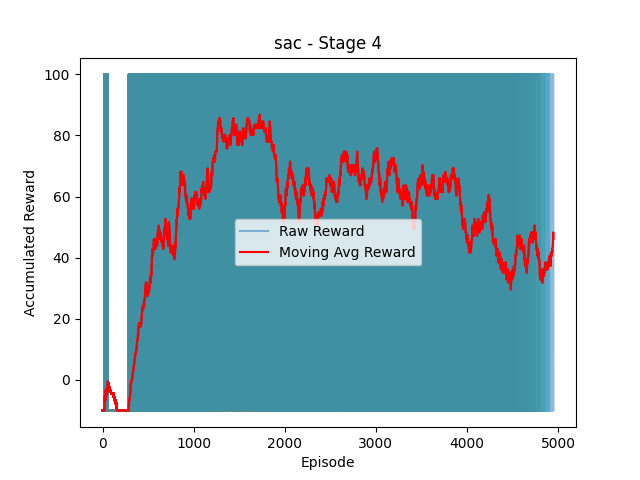 sac - Stage 4
100
80
60
40
20
0
Accumulated Reward
Raw Reward
Moving Avg Reward
0 1000 2000 3000 4000 5000
Episode